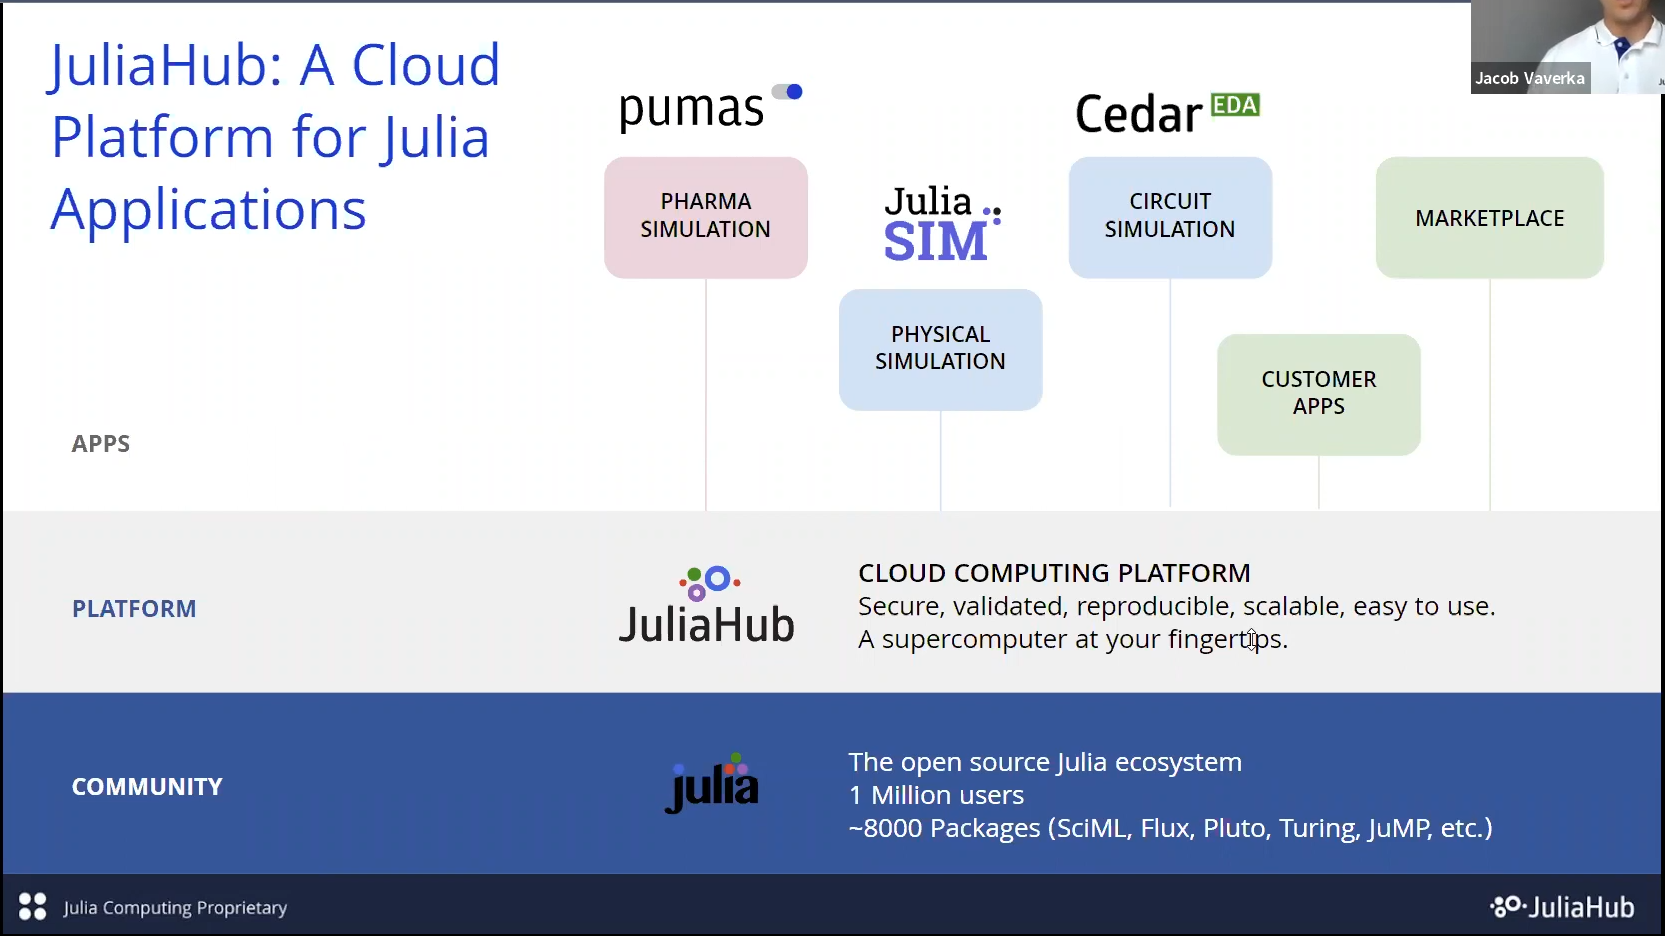 JuliaHub: A Cloud
Platform for Julia
Applications
Jacob Vaverka
pumas
Cedar EDA
PHARMA
SIMULATION
Julia
SIM
CIRCUIT
SIMULATION
MARKETPLACE
PHYSICAL
SIMULATION
CUSTOMER
APPS
APPS
PLATFORM
JuliaHub
CLOUD COMPUTING PLATFORM
Secure, validated, reproducible, scalable, easy to use.
A supercomputer at your fingertips.
COMMUNITY
julia
The open source Julia ecosystem
1 Million users
~8000 Packages (SciML, Flux, Pluto, Turing, JuMP, etc.)
Julia Computing Proprietary
JuliaHub